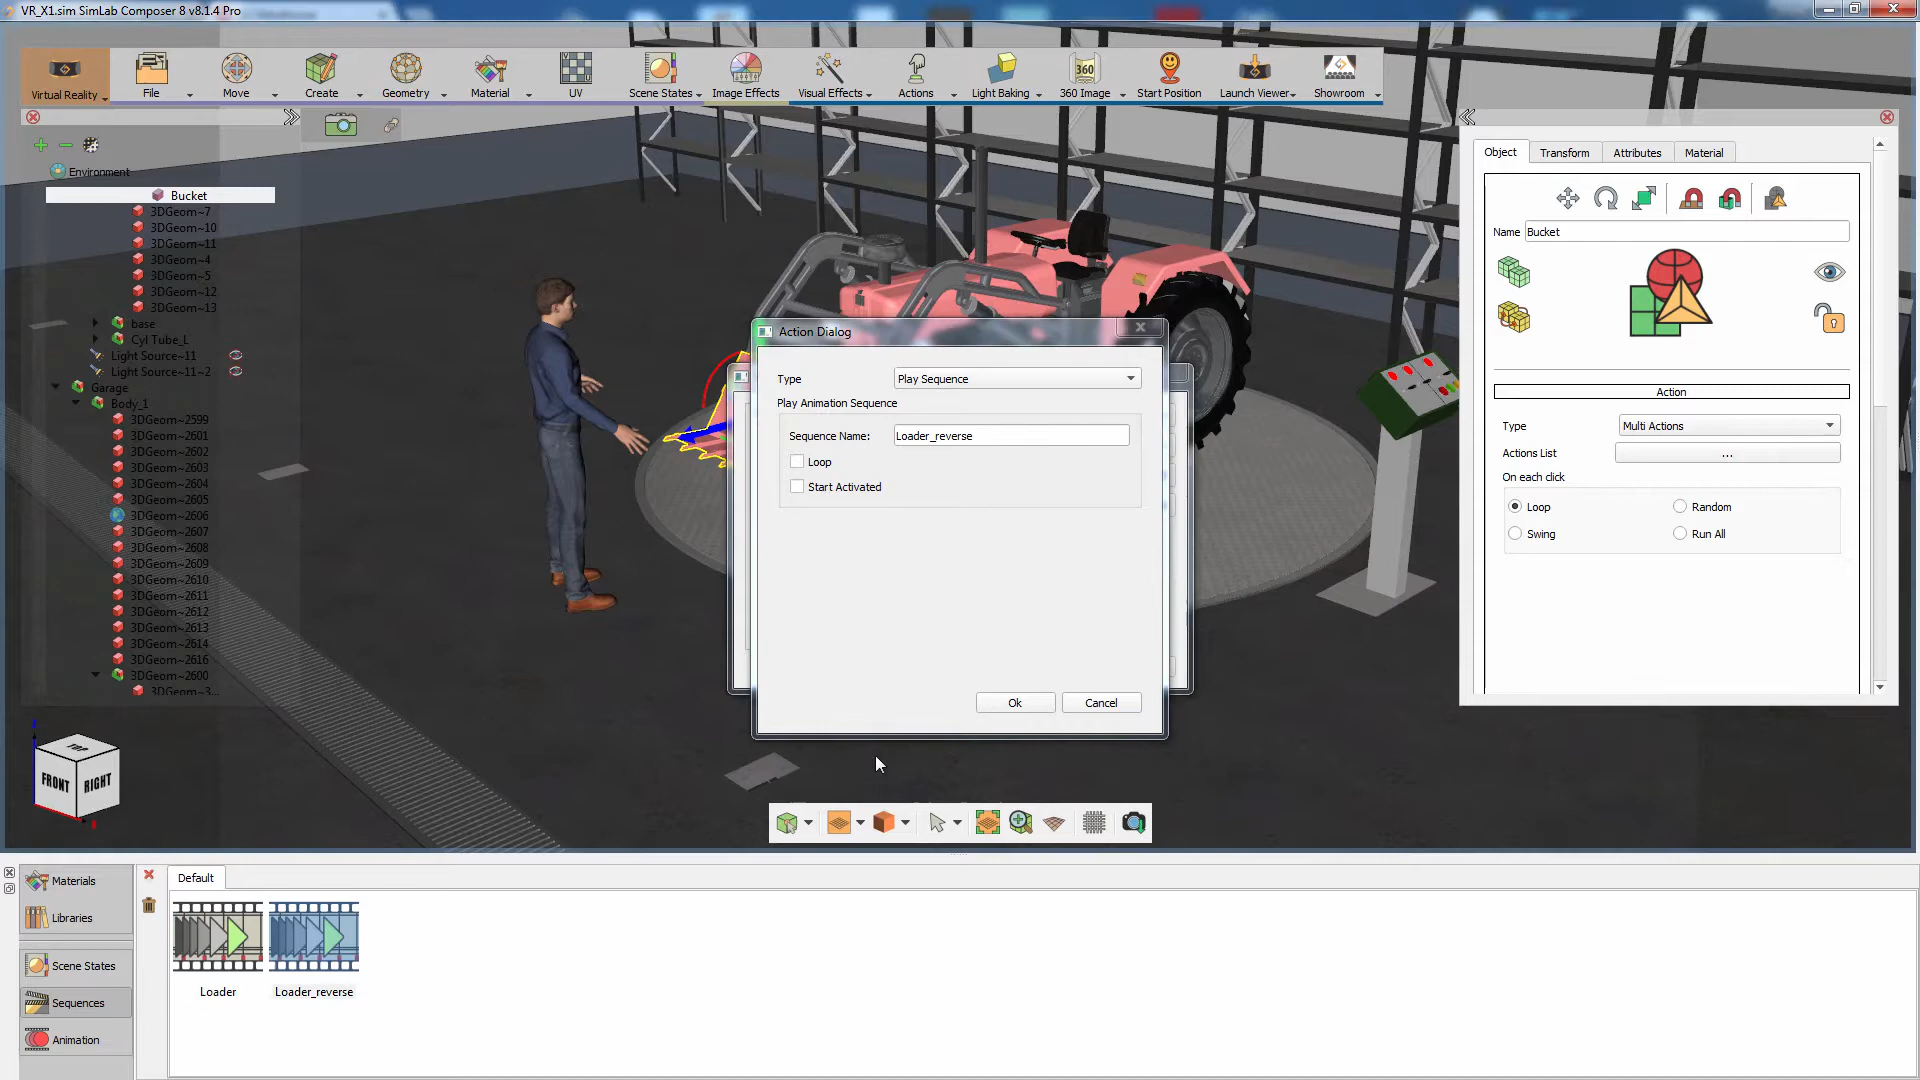 VR_X1.sim SimLab Composer 8 v8.1.4 Pro
Virtual Reality
File
Move
Create
Geometry
Material
UV
Scene States
Image Effects
Visual Effects
Actions
Light Baking
360
360 Image
Start Position
Launch Viewer
Showroom
Environment
Bucket
3DGeom~7
3DGeom~10
3DGeom~11
3DGeom~4
3DGeom~5
3DGeom~12
3DGeom~13
base
Cyl Tube_L
Light Source~11
Light Source~11~2
Garage
Body_1
3DGeom~2599
3DGeom~2601
3DGeom~2602
3DGeom~2603
3DGeom~2604
3DGeom~2605
3DGeom~2606
3DGeom~2607
3DGeom~2608
3DGeom~2609
3DGeom~2610
3DGeom~2611
3DGeom~2612
3DGeom~2613
3DGeom~2614
3DGeom~2616
3DGeom~2600
3DGeom~3...
TOP
FRONT
RIGHT
Action Dialog
Type
Play Sequence
Play Animation Sequence
Sequence Name:
Loader_reverse
Loop
Start Activated
Ok
Cancel
Object
Transform
Attributes
Material
Name
Bucket
Action
Type
Multi Actions
Actions List
...
On each click
Loop
Random
Swing
Run All
Materials
Libraries
Scene States
Sequences
Animation
Default
Loader
Loader_reverse